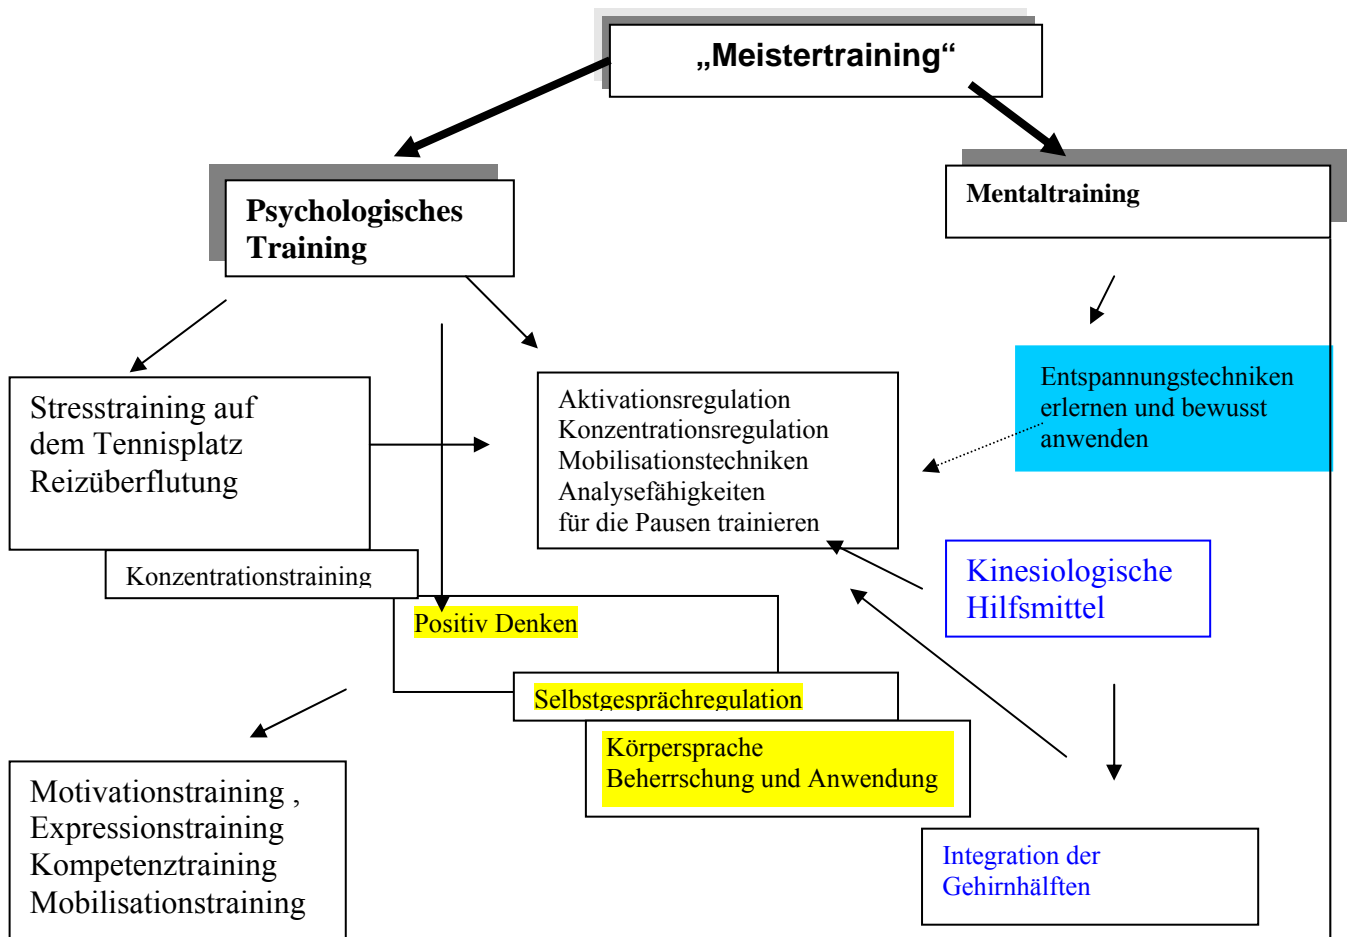 „Meistertraining“
Psychologisches
Training
Mentaltraining
Stresstraining auf
dem Tennisplatz
Reizüberflutung
Aktivationsregulation
Konzentrationsregulation
Mobilisationstechniken
Analysefähigkeiten
für die Pausen trainieren
Entspannungstechniken
erlernen und bewusst
anwenden
Konzentrationstraining
Kinesiologische
Hilfsmittel
Positiv Denken
Selbstgesprächregulation
Körpersprache
Beherrschung und Anwendung
Motivationstraining ,
Expressionstraining
Kompetenztraining
Mobilisationstraining
Integration der
Gehirnhälften